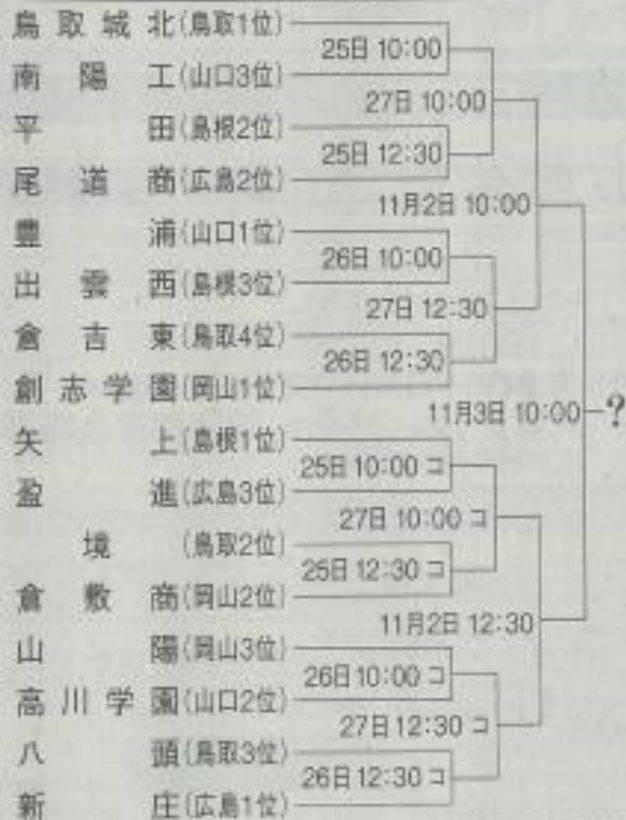 鳥取城北(鳥取1位)
25日 10:00
南陽工(山口3位)
27日 10:00
平田(島根2位)
25日 12:30
尾道商(広島2位)
11月2日 10:00
豊浦(山口1位)
26日 10:00
出雲西(島根3位)
27日 12:30
倉吉東(鳥取4位)
26日 12:30
創志学園(岡山1位)
11月3日 10:00 ?
矢上(島根1位)
25日 10:00 コ
盈進(広島3位)
27日 10:00 コ
境(鳥取2位)
25日 12:30 コ
倉敷商(岡山2位)
11月2日 12:30
山陽(岡山3位)
26日 10:00 コ
高川学園(山口2位)
27日 12:30 コ
八頭(鳥取3位)
26日 12:30 コ
新庄(広島1位)